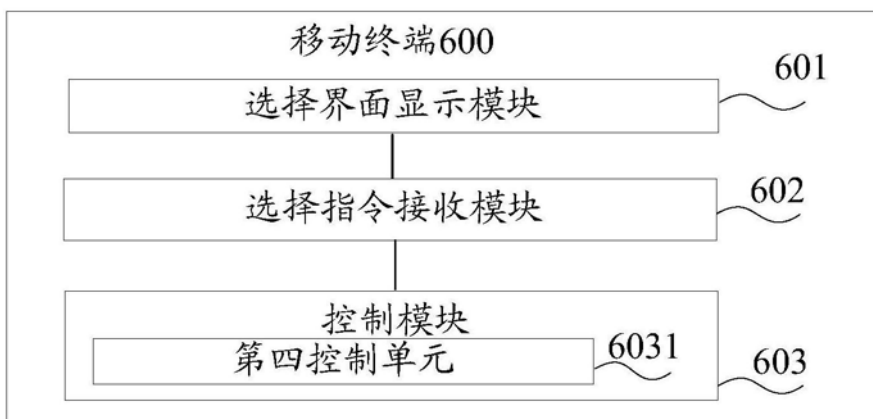 移动终端600
601
选择界面显示模块
602
选择指令接收模块
控制模块
第四控制单元
6031
603